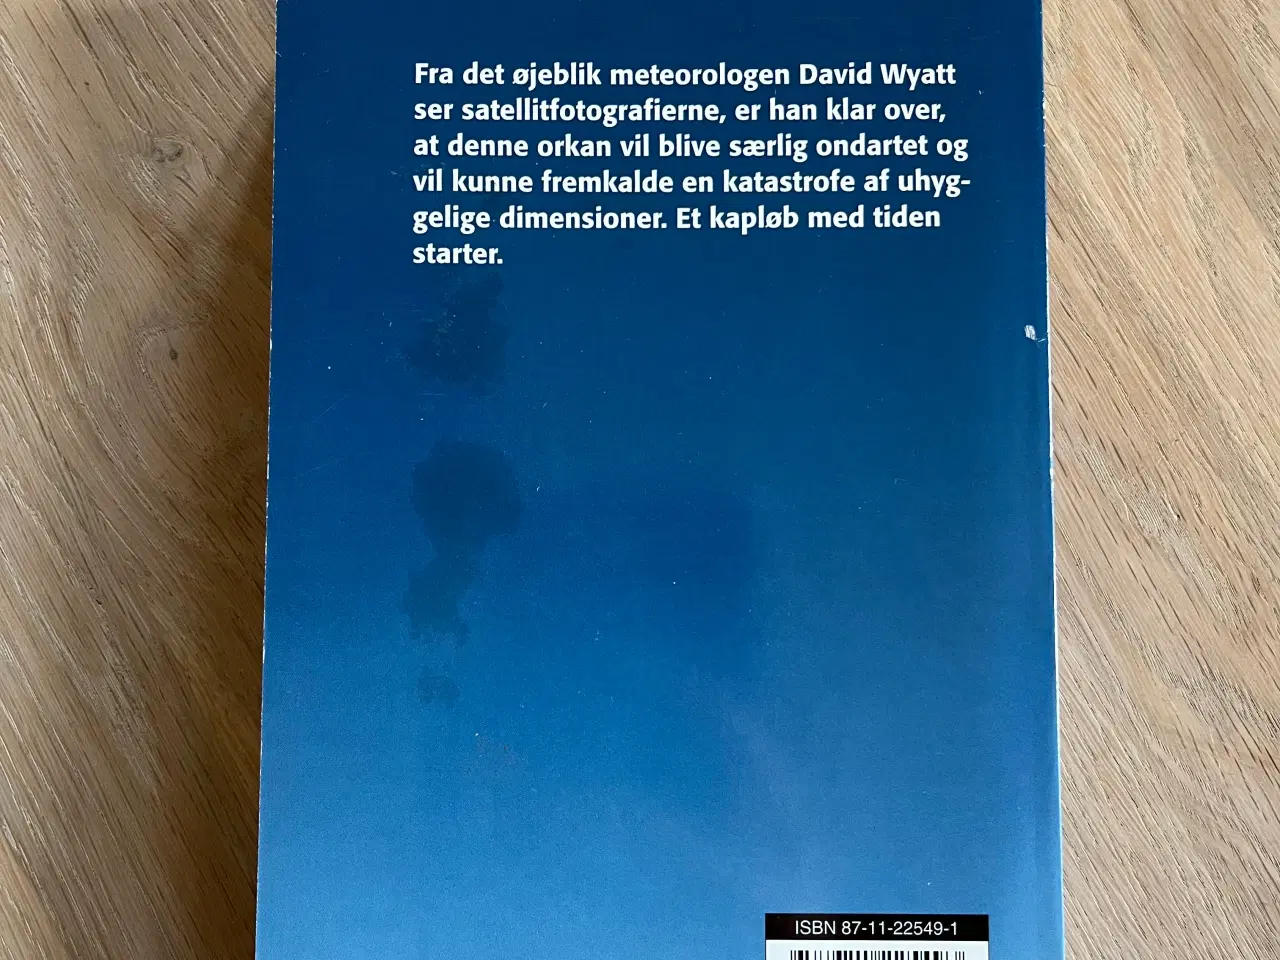 Fra det øjeblik meteorologen David Wyatt
ser satellitfotografierne, er han klar over,
at denne orkan vil blive særlig ondartet og
vil kunne fremkalde en katastrofe af uhyg-
gelige dimensioner. Et kapløb med tiden
starter.
ISBN 87-11-22549-1